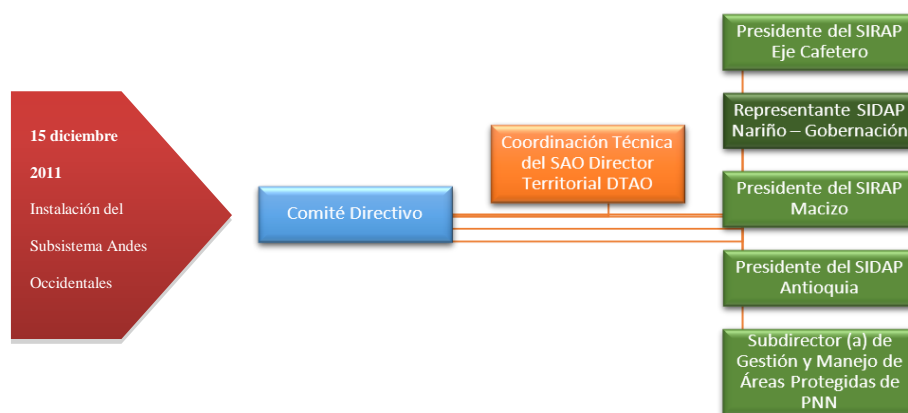 15 diciembre
2011
Instalación del
Subsistema Andes
Occidentales
Comité Directivo
Coordinación Técnica
del SAO Director
Territorial DTAO
Presidente del SIRAP
Eje Cafetero
Representante SIDAP
Nariño – Gobernación
Presidente del SIRAP
Macizo
Presidente del SIDAP
Antioquia
Subdirector (a) de
Gestión y Manejo de
Áreas Protegidas de
PNN